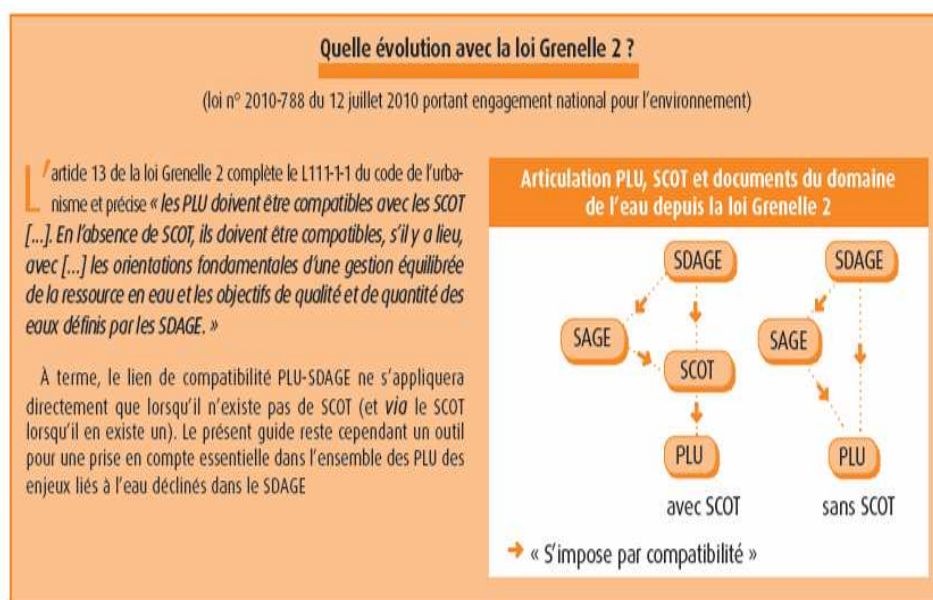 Quelle évolution avec la loi Grenelle 2 ?
(loi n° 2010-788 du 12 juillet 2010 portant engagement national pour l'environnement)
L'article 13 de la loi Grenelle 2 complète le L111-1-1 du code de l'urba-
nisme et précise « les PLU doivent être compatibles avec les SCOT
[...]. En l'absence de SCOT, ils doivent être compatibles, s'il y a lieu,
avec [...] les orientations fondamentales d'une gestion équilibrée
de la ressource en eau et les objectifs de qualité et de quantité des
eaux définis par les SDAGE. »
À terme, le lien de compatibilité PLU-SDAGE ne s'appliquera
directement que lorsqu'il n'existe pas de SCOT (et via le SCOT
lorsqu'il en existe un). Le présent guide reste cependant un outil
pour une prise en compte essentielle dans l'ensemble des PLU des
enjeux liés à l'eau déclinés dans le SDAGE
Articulation PLU, SCOT et documents du domaine
de l'eau depuis la loi Grenelle 2
SDAGE
SAGE
SCOT
PLU
avec SCOT
SDAGE
SAGE
PLU
sans SCOT
➔ « S'impose par compatibilité »